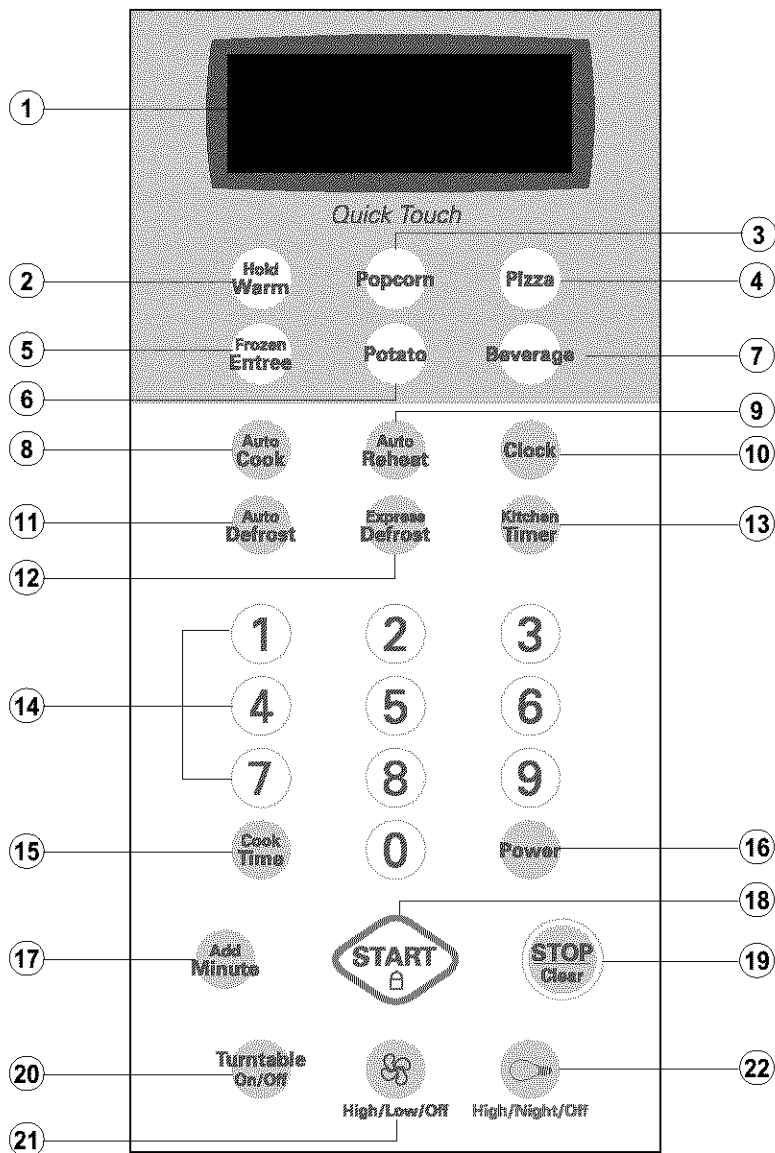 1
Quick Touch
3
2
Hold
Warm
Popcorn
Pizza
4
5
Frozen
Entree
Potato
Beverage
7
6
9
8
Auto
Cook
Auto
Reheat
Clock
10
11
Auto
Defrost
Express
Defrost
Kitchen
Timer
13
12
1 2 3
14
4 5 6
7 8 9
15
Cook
Time
0
Power
16
18
17
Add
Minute
START
STOP
Clear
19
20
Turntable
On/Off
22
High/Low/Off
High/Night/Off
21